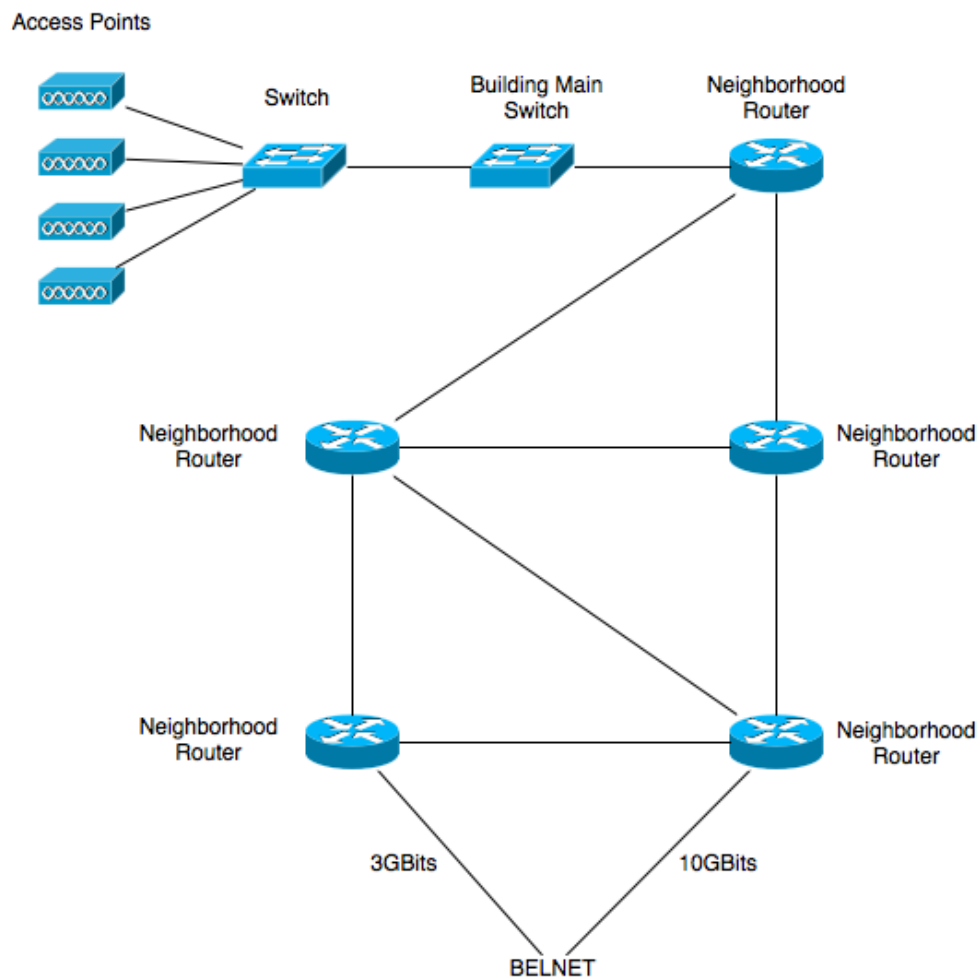 Access Points
Switch
Building Main
Switch
Neighborhood
Router
Neighborhood
Router
Neighborhood
Router
Neighborhood
Router
Neighborhood
Router
3GBits
10GBits
BELNET